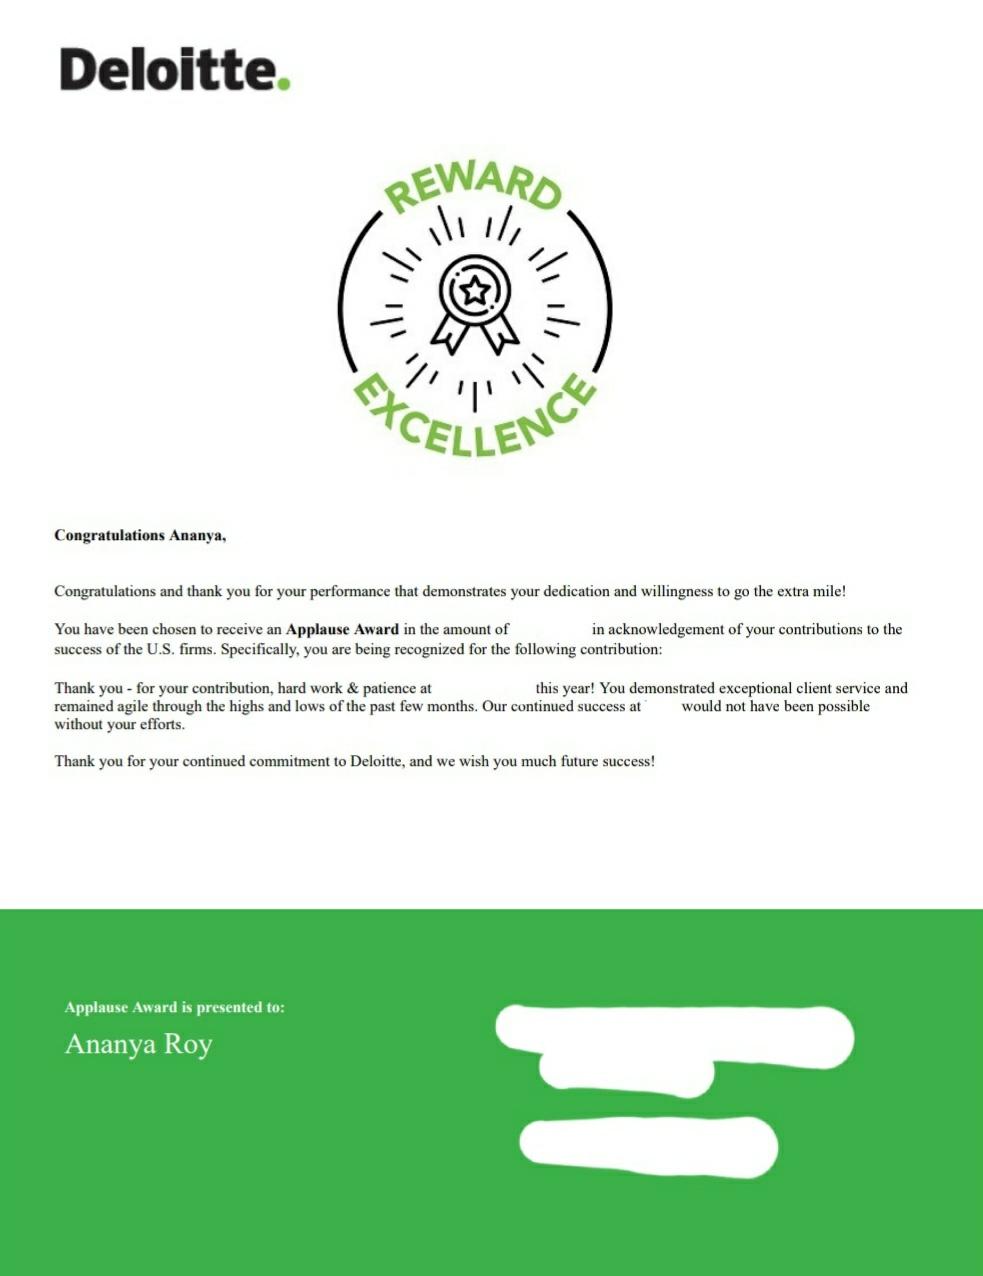 Deloitte.
REWARD
EXCELLENCE
Congratulations Ananya,
Congratulations and thank you for your performance that demonstrates your dedication and willingness to go the extra mile!
You have been chosen to receive an Applause Award in the amount of in acknowledgement of your contributions to the
success of the U.S. firms. Specifically, you are being recognized for the following contribution:
Thank you - for your contribution, hard work & patience at this year! You demonstrated exceptional client service and
remained agile through the highs and lows of the past few months. Our continued success at would not have been possible
without your efforts.
Thank you for your continued commitment to Deloitte, and we wish you much future success!
Applause Award is presented to:
Ananya Roy